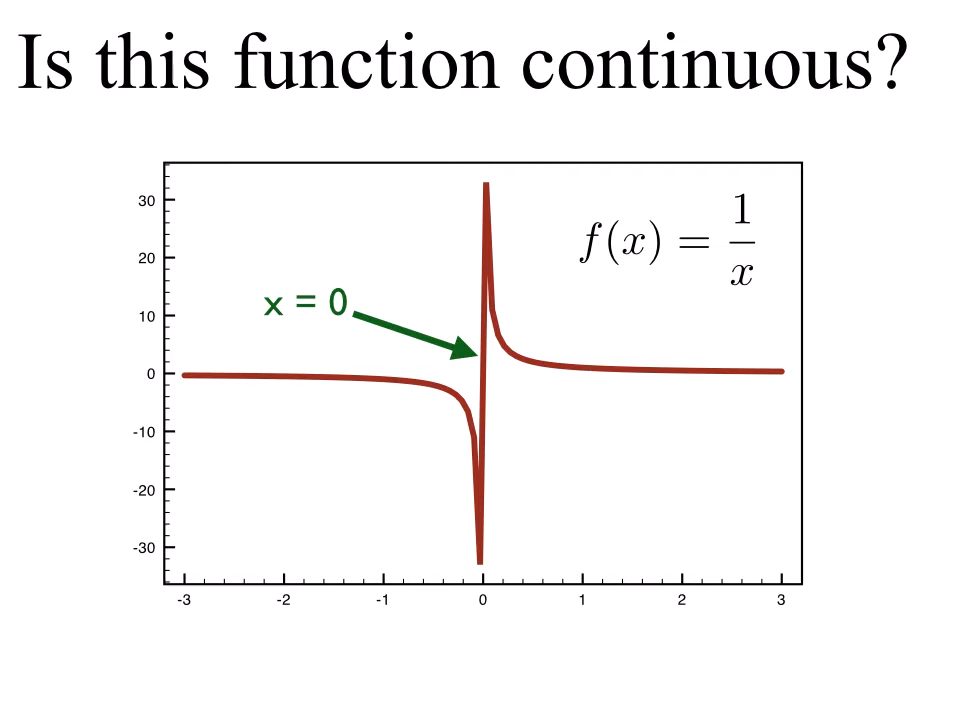 Is this function continuous?
f(x) = 1/x
x = 0
30
20
10
0
-10
-20
-30
-3 -2 -1 0 1 2 3